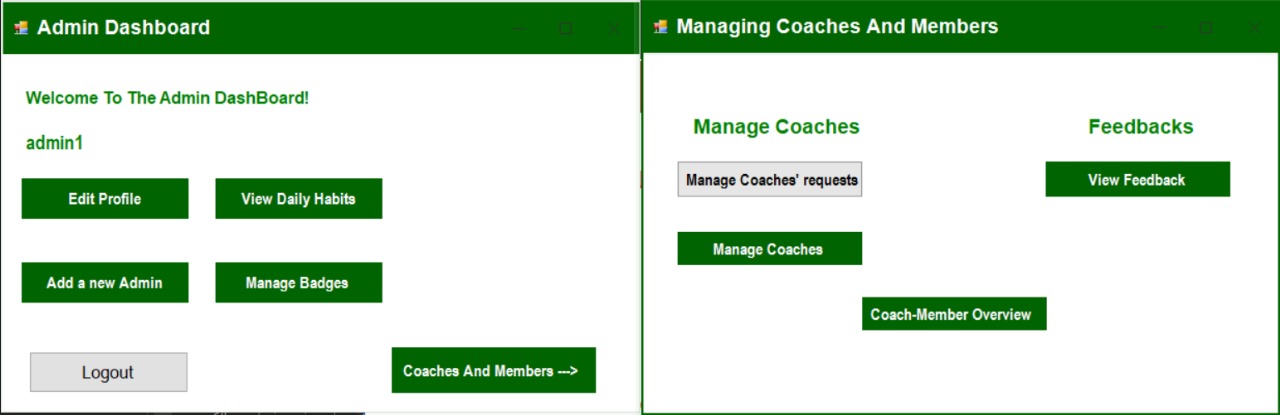 Admin Dashboard
Welcome To The Admin DashBoard!
admin1
Edit Profile
View Daily Habits
Add a new Admin
Manage Badges
Logout
Coaches And Members --->
Managing Coaches And Members
Manage Coaches
Feedbacks
Manage Coaches' requests
View Feedback
Manage Coaches
Coach-Member Overview